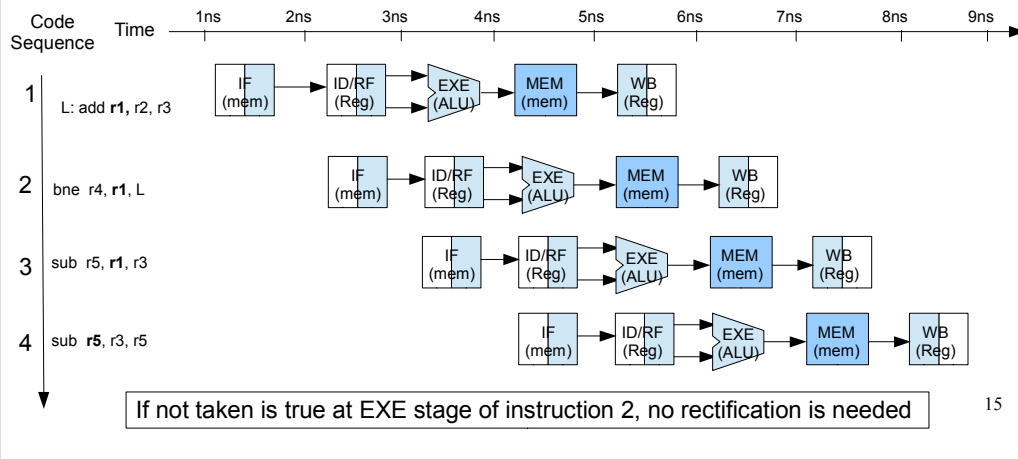 Code Sequence
Time
1ns 2ns 3ns 4ns 5ns 6ns 7ns 8ns 9ns
1
L: add r1, r2, r3
IF (mem)
ID/RF (Reg)
EXE (ALU)
MEM (mem)
WB (Reg)
2
bne r4, r1, L
IF (mem)
ID/RF (Reg)
EXE (ALU)
MEM (mem)
WB (Reg)
3
sub r5, r1, r3
IF (mem)
ID/RF (Reg)
EXE (ALU)
MEM (mem)
WB (Reg)
4
sub r5, r3, r5
IF (mem)
ID/RF (Reg)
EXE (ALU)
MEM (mem)
WB (Reg)
If not taken is true at EXE stage of instruction 2, no rectification is needed
15